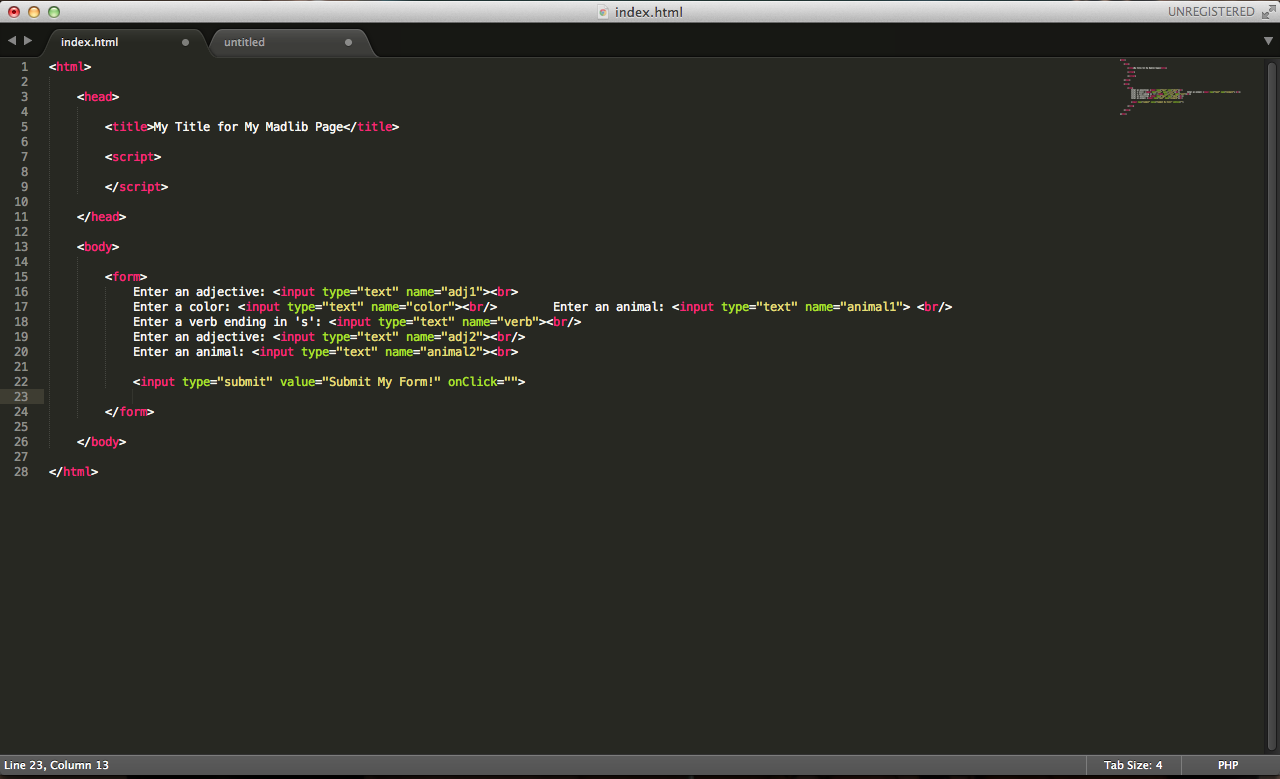 index.html
UNREGISTERED
index.html
untitled
1 <html>
2
3 <head>
4
5 <title>My Title for My Madlib Page</title>
6
7 <script>
8
9 </script>
10
11 </head>
12
13 <body>
14
15 <form>
16 Enter an adjective: <input type="text" name="adj1"><br>
17 Enter a color: <input type="text" name="color"><br/> Enter an animal: <input type="text" name="animal1"> <br/>
18 Enter a verb ending in 's': <input type="text" name="verb"><br/>
19 Enter an adjective: <input type="text" name="adj2"><br/>
20 Enter an animal: <input type="text" name="animal2"><br>
21
22 <input type="submit" value="Submit My Form!" onClick="">
23
24 </form>
25
26 </body>
27
28 </html>
Line 23, Column 13
Tab Size: 4
PHP